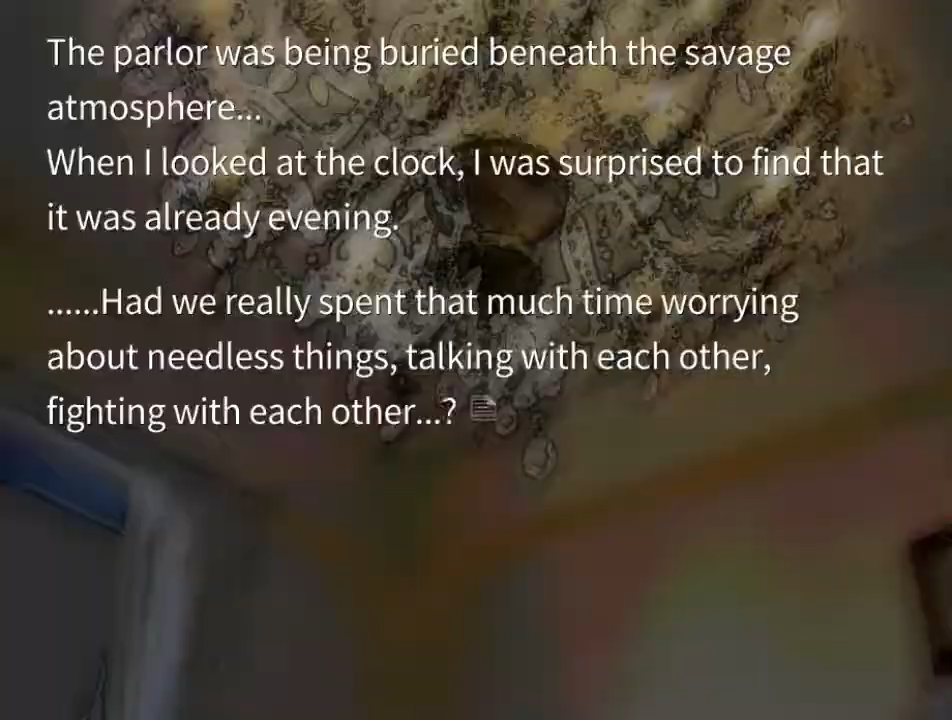 The parlor was being buried beneath the savage
atmosphere...
When I looked at the clock, I was surprised to find that
it was already evening.
......Had we really spent that much time worrying
about needless things, talking with each other,
fighting with each other...?